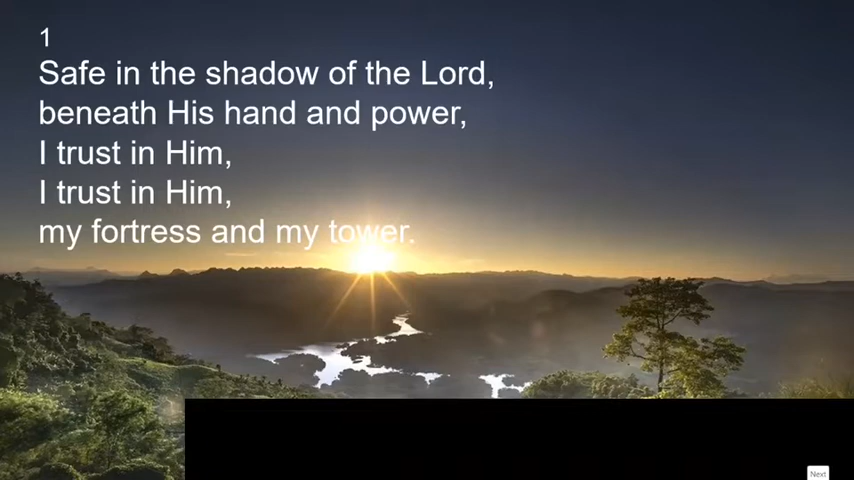 1
Safe in the shadow of the Lord,
beneath His hand and power,
I trust in Him,
I trust in Him,
my fortress and my tower.
Next